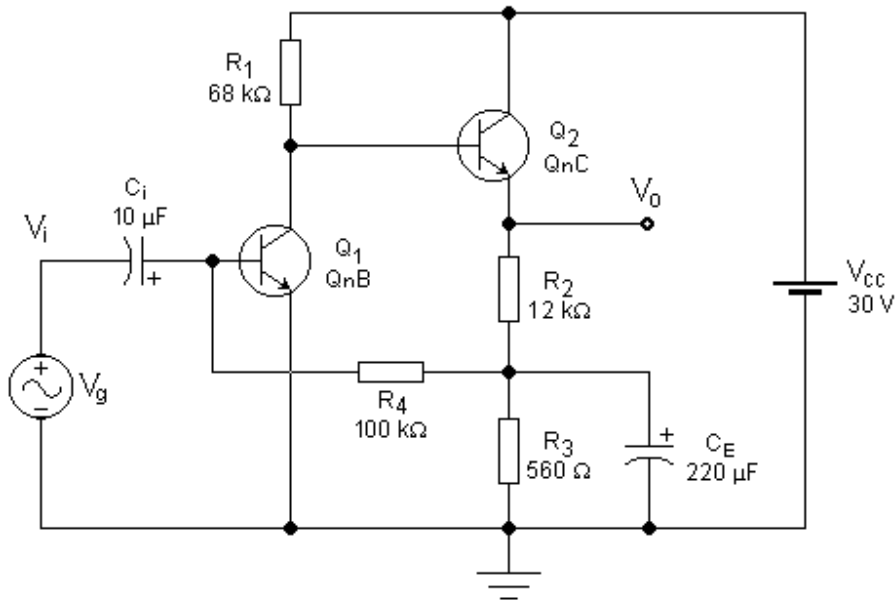 R1
68 kΩ
Q2
QnC
Ci
10 µF
Vo
Vi
+
Q1
QnB
R2
12 kΩ
VCC
30 V
+
Vg
−
R4
100 kΩ
R3
560 Ω
+
CE
220 µF